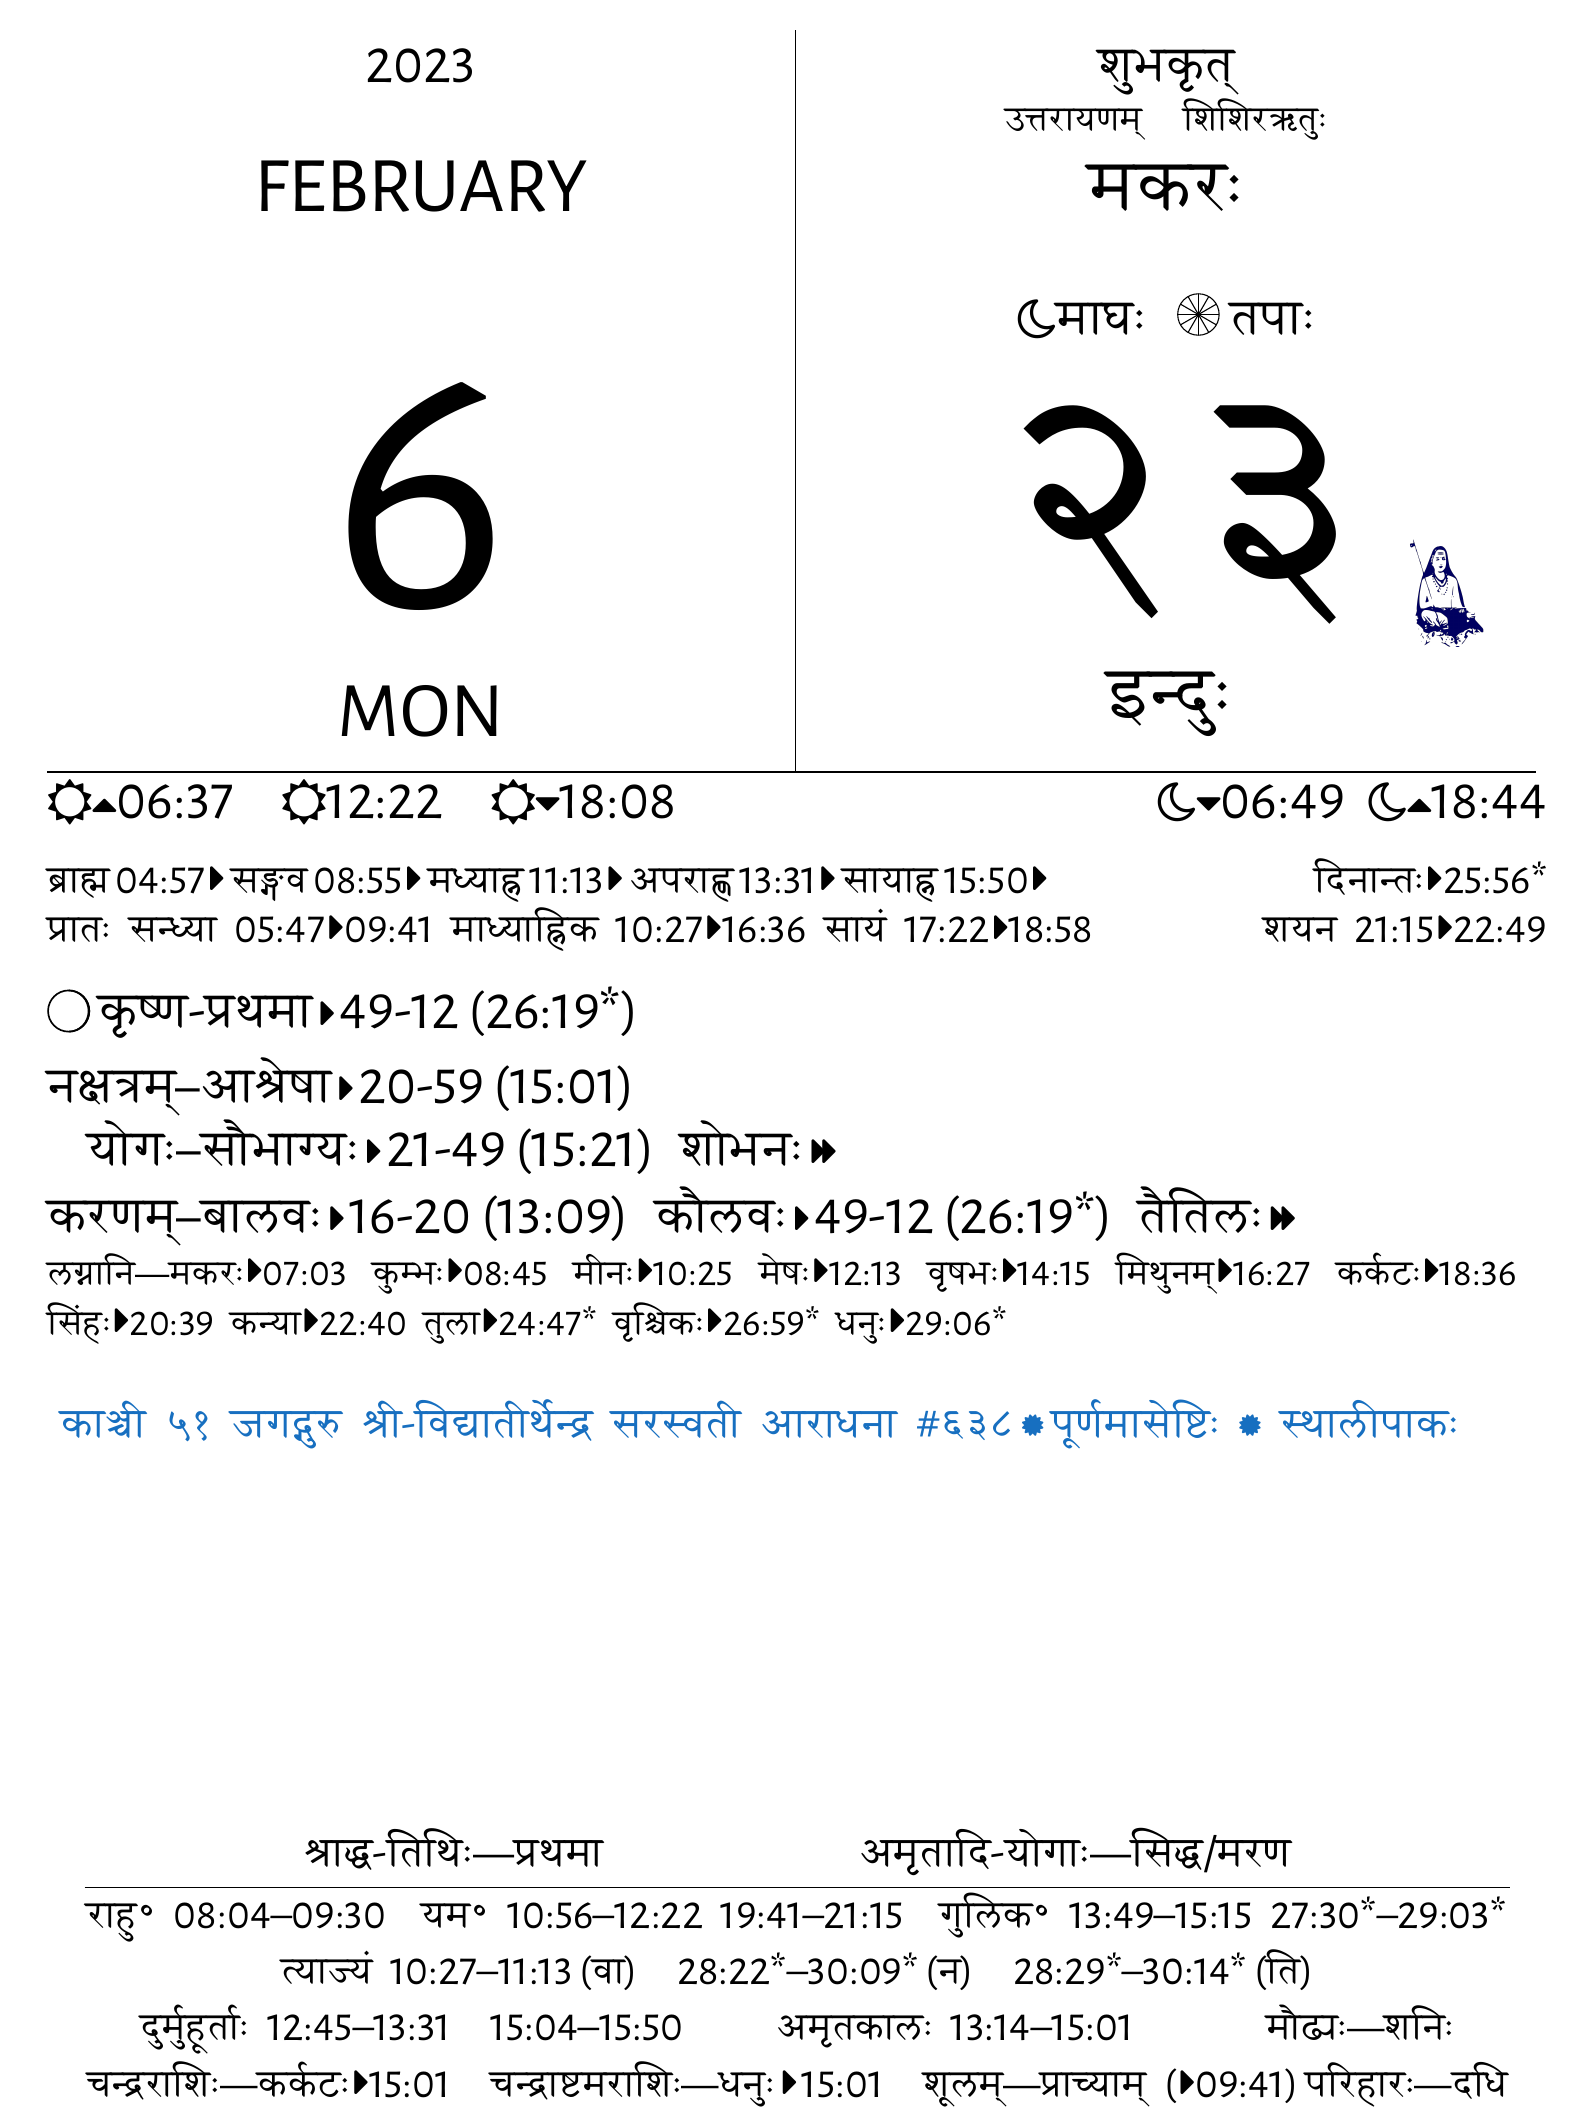 2023
FEBRUARY
6
MON
शुभकृत्
उत्तरायणम् शिशिरऋतुः
मकरः
माघः तपाः
२३
इन्दुः
06:37 12:22 18:08 06:49 18:44
ब्राह्म 04:57 सङ्गव 08:55 मध्याह्न 11:13 अपराह्ण 13:31 सायाह्न 15:50 दिनान्तः 25:56*
प्रातः सन्ध्या 05:47 09:41 माध्याह्निक 10:27 16:36 सायं 17:22 18:58 शयन 21:15 22:49
कृष्ण-प्रथमा 49-12 (26:19*)
नक्षत्रम्–आश्रेषा 20-59 (15:01)
योगः–सौभाग्यः 21-49 (15:21) शोभनः
करणम्–बालवः 16-20 (13:09) कौलवः 49-12 (26:19*) तैतिलः
लग्नानि—मकरः 07:03 कुम्भः 08:45 मीनः 10:25 मेषः 12:13 वृषभः 14:15 मिथुनम् 16:27 कर्कटः 18:36
सिंहः 20:39 कन्या 22:40 तुला 24:47* वृश्चिकः 26:59* धनुः 29:06*
काञ्ची ५१ जगद्गुरु श्री-विद्यातीर्थेन्द्र सरस्वती आराधना #६३८ पूर्णमासेष्टिः स्थालीपाकः
श्राद्ध-तिथिः—प्रथमा अमृतादि-योगाः—सिद्ध/मरण
राहु° 08:04–09:30 यम° 10:56–12:22 19:41–21:15 गुलिक° 13:49–15:15 27:30*–29:03*
त्याज्यं 10:27–11:13 (वा) 28:22*–30:09* (न) 28:29*–30:14* (ति)
दुर्मुहूर्ताः 12:45–13:31 15:04–15:50 अमृतकालः 13:14–15:01 मौढ्यः—शनिः
चन्द्रराशिः—कर्कटः 15:01 चन्द्राष्टमराशिः—धनुः 15:01 शूलम्—प्राच्याम् ( 09:41) परिहारः—दधि